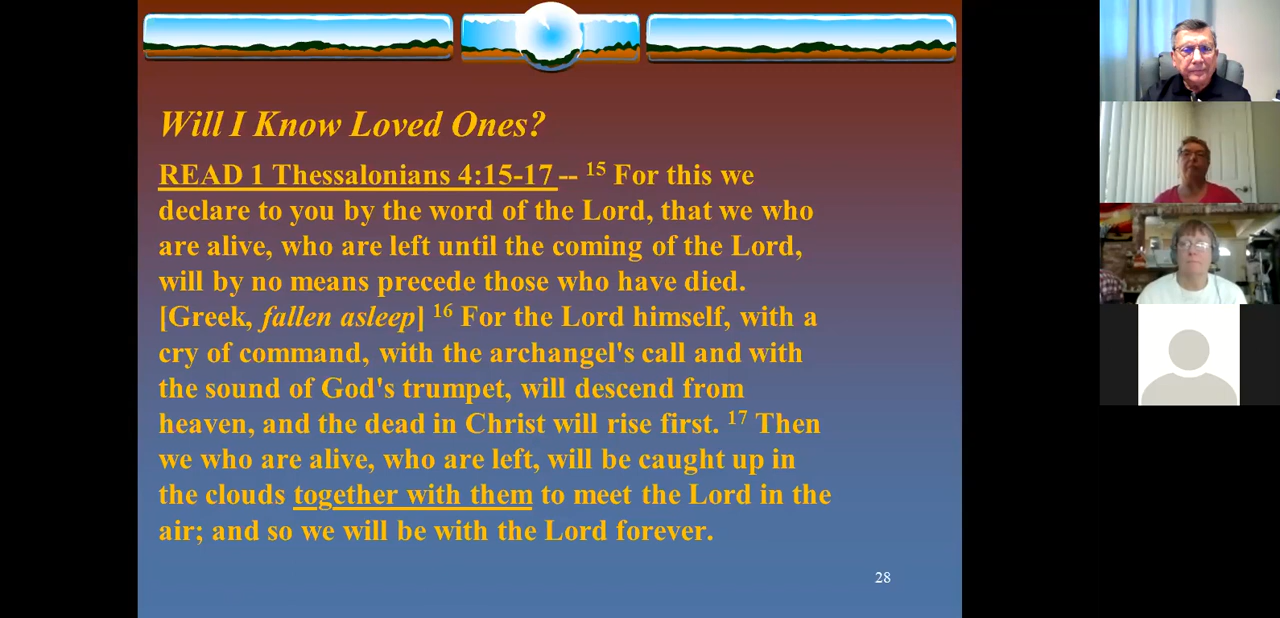 Will I Know Loved Ones?
READ 1 Thessalonians 4:15-17 -- 15 For this we
declare to you by the word of the Lord, that we who
are alive, who are left until the coming of the Lord,
will by no means precede those who have died.
[Greek, fallen asleep] 16 For the Lord himself, with a
cry of command, with the archangel's call and with
the sound of God's trumpet, will descend from
heaven, and the dead in Christ will rise first. 17 Then
we who are alive, who are left, will be caught up in
the clouds together with them to meet the Lord in the
air; and so we will be with the Lord forever.
28